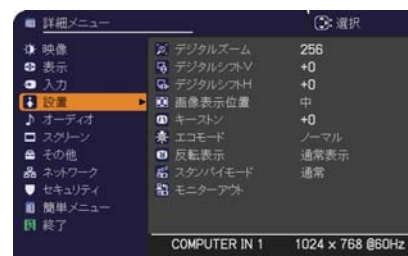 詳細メニュー :選択
映像 デジタルズーム 256
表示 デジタルシフトV +0
入力 デジタルシフトH +0
設置 画像表示位置 中
オーディオ キーストン +0
スクリーン エコモード ノーマル
その他 反転表示 通常表示
ネットワーク スタンバイモード 通常
セキュリティ モニターアウト
簡単メニュー
終了
COMPUTER IN 1 1024 x 768 @60Hz